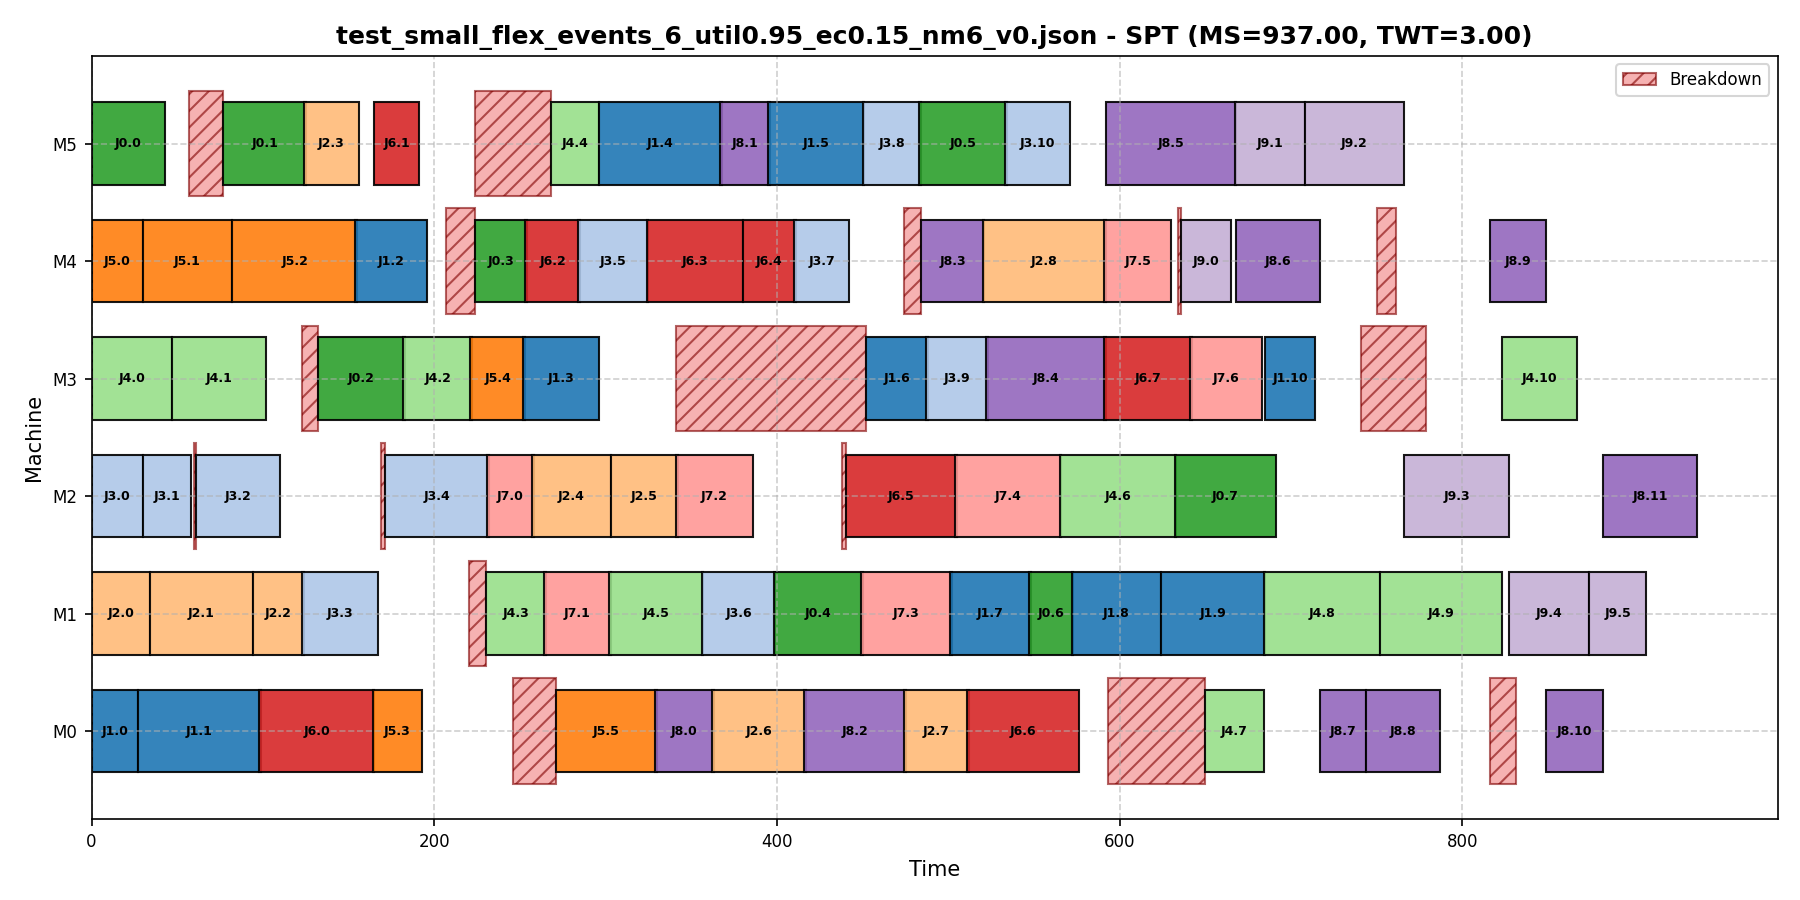 test_small_flex_events_6_util0.95_ec0.15_nm6_v0.json - SPT (MS=937.00, TWT=3.00)
Breakdown
M5 J0.0 J0.1 J2.3 J6.1 J4.4 J1.4 J8.1 J1.5 J3.8 J0.5 J3.10 J8.5 J9.1 J9.2
M4 J5.0 J5.1 J5.2 J1.2 J0.3 J6.2 J3.5 J6.3 J6.4 J3.7 J8.3 J2.8 J7.5 J9.0 J8.6 J8.9
M3 J4.0 J4.1 J0.2 J4.2 J5.4 J1.3 J1.6 J3.9 J8.4 J6.7 J7.6 J1.10 J4.10
M2 J3.0 J3.1 J3.2 J3.4 J7.0 J2.4 J2.5 J7.2 J6.5 J7.4 J4.6 J0.7 J9.3 J8.11
M1 J2.0 J2.1 J2.2 J3.3 J4.3 J7.1 J4.5 J3.6 J0.4 J7.3 J1.7 J0.6 J1.8 J1.9 J4.8 J4.9 J9.4 J9.5
M0 J1.0 J1.1 J6.0 J5.3 J5.5 J8.0 J2.6 J8.2 J2.7 J6.6 J4.7 J8.7 J8.8 J8.10
Machine
0 200 400 600 800
Time